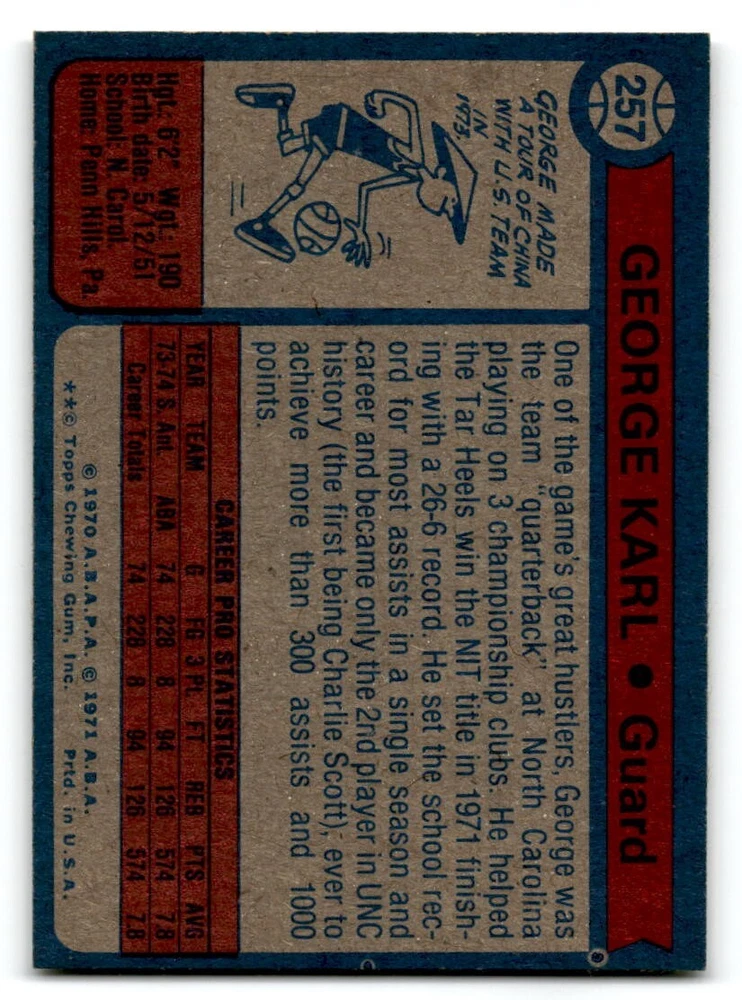 257
GEORGE KARL • Guard
GEORGE MADE
A TOUR OF CHINA
WITH U.S. TEAM
IN
1973.
Hgt.: 6'2" Wgt.: 190
Birth date: 5/12/51
School: N. Carol.
Home: Penn Hills, Pa.
One of the game's great hustlers, George was
the team "quarterback" at North Carolina
playing on 3 championship clubs. He helped
the Tar Heels win the NIT title in 1971 finish-
ing with a 26-6 record. He set the school rec-
ord for most assists in a single season and
career and became only the 2nd player in UNC
history (the first being Charlie Scott), ever to
achieve more than 300 assists and 1000
points.
CAREER PRO STATISTICS
YEAR TEAM G FG 3 PL FT REB PTS AVG
73-74 S. Ant. ABA 74 228 8 94 126 574 7.8
Career Totals 74 228 8 94 126 574 7.8
© 1970 A.B.A.P.A. © 1971 A.B.A.
**© Topps Chewing Gum, Inc. Prtd. in U.S.A.